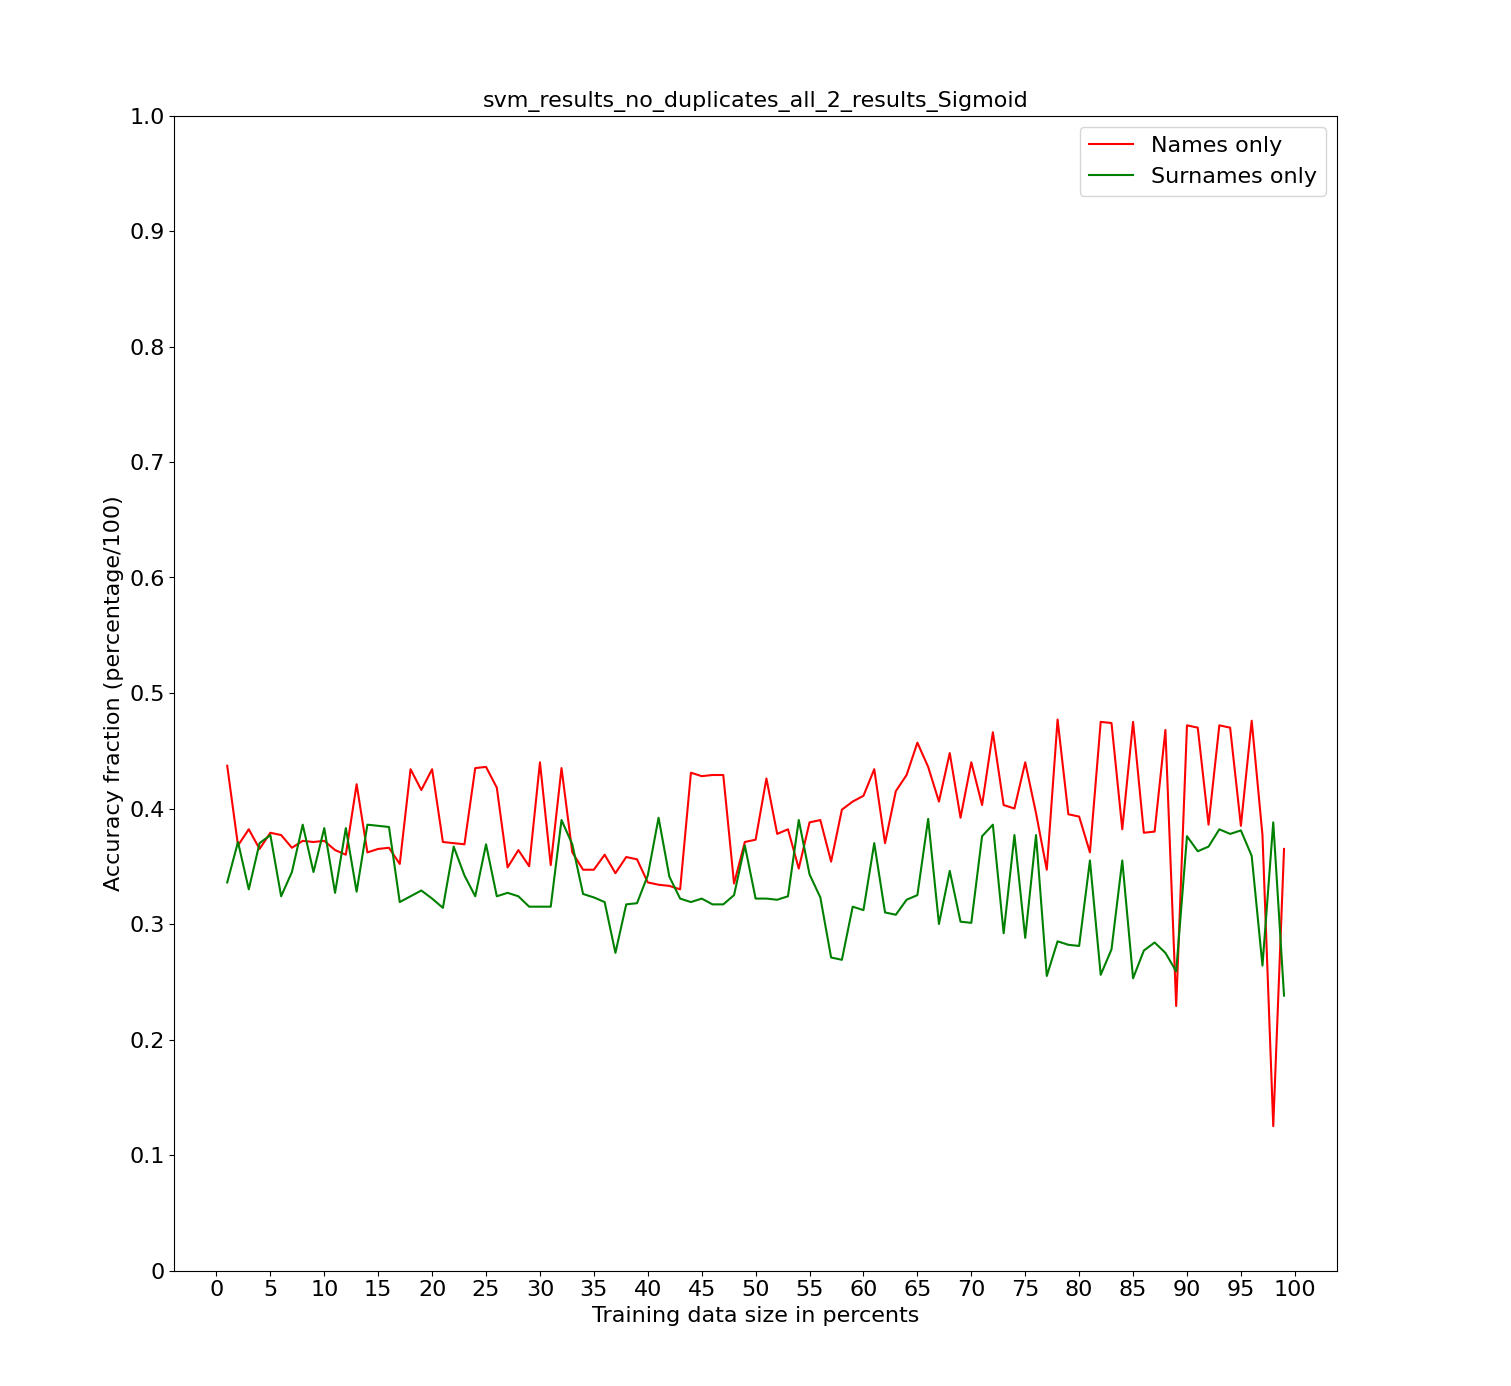 svm_results_no_duplicates_all_2_results_Sigmoid
Names only
Surnames only
1.0
0.9
0.8
0.7
0.6
0.5
0.4
0.3
0.2
0.1
0
Accuracy fraction (percentage/100)
0 5 10 15 20 25 30 35 40 45 50 55 60 65 70 75 80 85 90 95 100
Training data size in percents